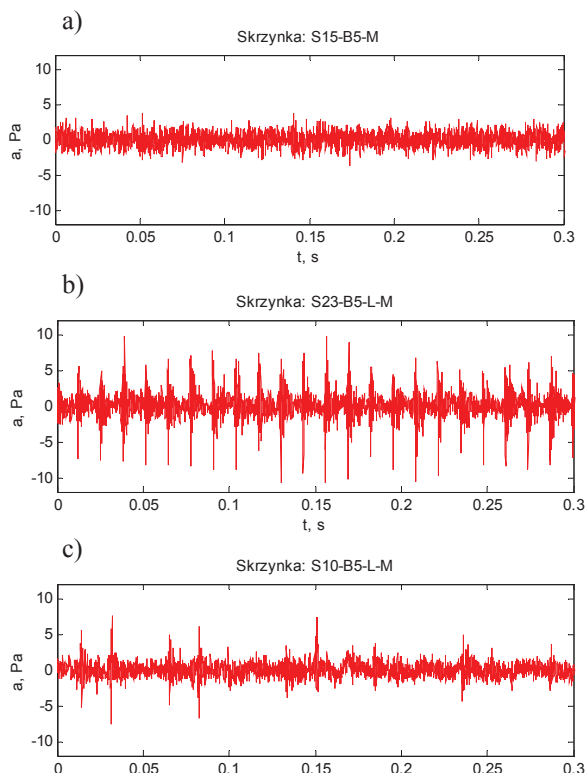 a)
Skrzynka: S15-B5-M
10
5
0
-5
-10
a, Pa
0 0.05 0.1 0.15 0.2 0.25 0.3
t, s
b)
Skrzynka: S23-B5-L-M
10
5
0
-5
-10
a, Pa
0 0.05 0.1 0.15 0.2 0.25 0.3
t, s
c)
Skrzynka: S10-B5-L-M
10
5
0
-5
-10
a, Pa
0 0.05 0.1 0.15 0.2 0.25 0.3